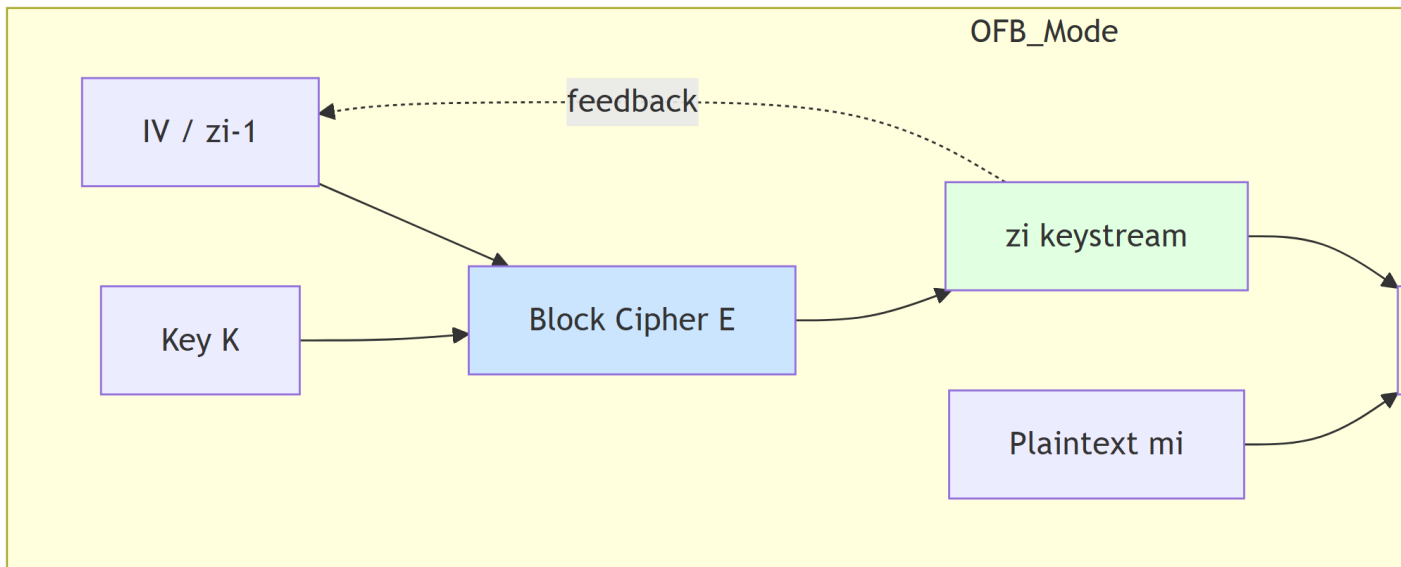 OFB_Mode
feedback
IV / zi-1
zi keystream
Block Cipher E
Key K
Plaintext mi